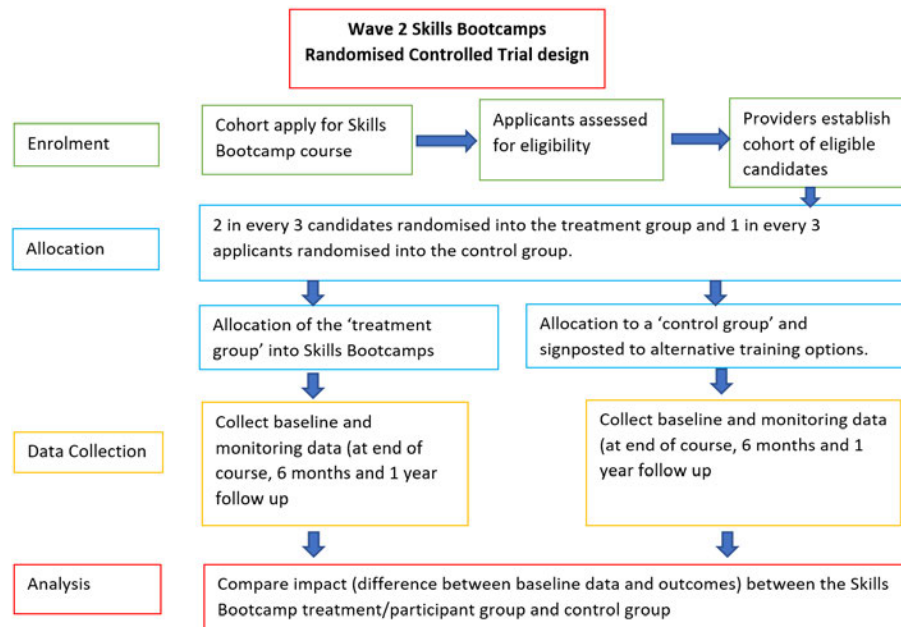 Wave 2 Skills Bootcamps
Randomised Controlled Trial design
Enrolment
Cohort apply for Skills
Bootcamp course
Applicants assessed
for eligibility
Providers establish
cohort of eligible
candidates
Allocation
2 in every 3 candidates randomised into the treatment group and 1 in every 3
applicants randomised into the control group.
Allocation of the ‘treatment
group’ into Skills Bootcamps
Allocation to a ‘control group’ and
signposted to alternative training options.
Data Collection
Collect baseline and
monitoring data (at end of
course, 6 months and 1 year
follow up
Collect baseline and monitoring data
(at end of course, 6 months and 1
year follow up
Analysis
Compare impact (difference between baseline data and outcomes) between the Skills
Bootcamp treatment/participant group and control group